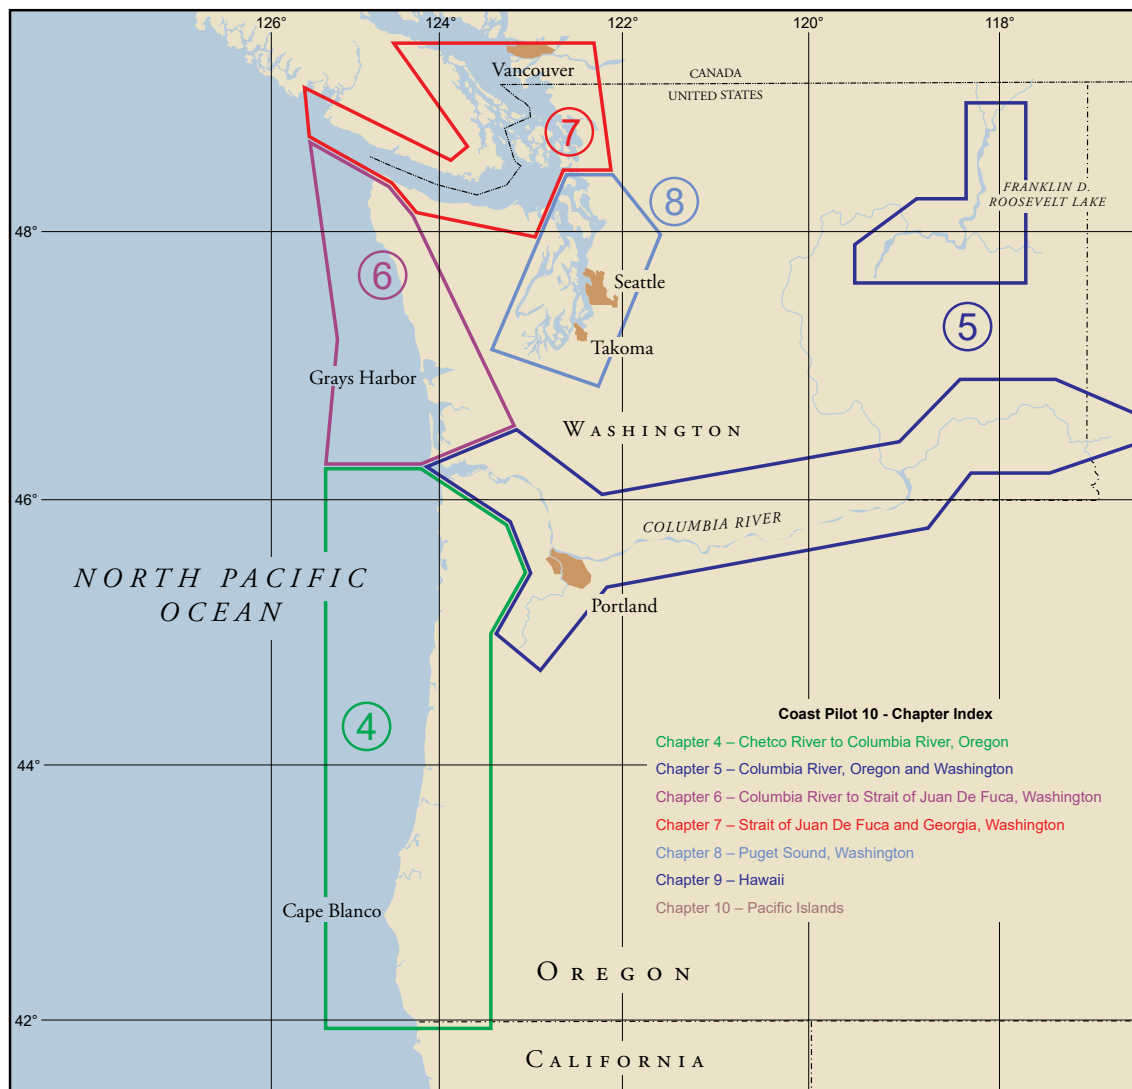 126° 124° 122° 120° 118°
Vancouver
CANADA
UNITED STATES
7
8
FRANKLIN D.
ROOSEVELT LAKE
48°
6
Seattle
5
Takoma
Grays Harbor
WASHINGTON
46°
COLUMBIA RIVER
NORTH PACIFIC
OCEAN
Portland
4
Coast Pilot 10 - Chapter Index
Chapter 4 – Chetco River to Columbia River, Oregon
44°
Chapter 5 – Columbia River, Oregon and Washington
Chapter 6 – Columbia River to Strait of Juan De Fuca, Washington
Chapter 7 – Strait of Juan De Fuca and Georgia, Washington
Chapter 8 – Puget Sound, Washington
Chapter 9 – Hawaii
Chapter 10 – Pacific Islands
Cape Blanco
OREGON
42°
CALIFORNIA